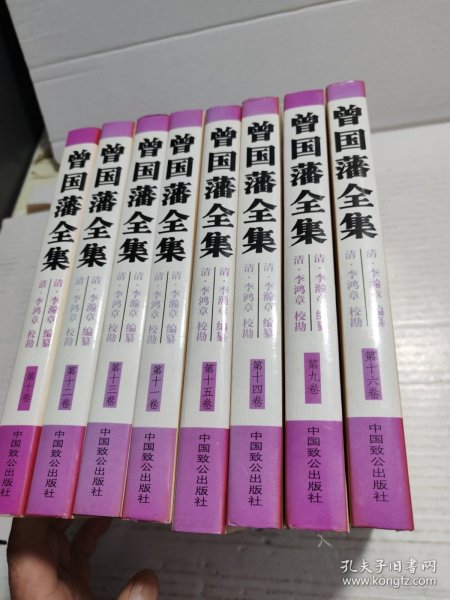 曾国藩全集
清·李瀚章 编纂
清·李鸿章 校勘
第十卷
中国致公出版社
曾国藩全集
清·李瀚章 编纂
清·李鸿章 校勘
第十二卷
中国致公出版社
曾国藩全集
清·李瀚章 编纂
清·李鸿章 校勘
第十三卷
中国致公出版社
曾国藩全集
清·李瀚章 编纂
清·李鸿章 校勘
第十一卷
中国致公出版社
曾国藩全集
清·李瀚章 编纂
清·李鸿章 校勘
第十五卷
中国致公出版社
曾国藩全集
清·李瀚章 编纂
清·李鸿章 校勘
第十四卷
中国致公出版社
曾国藩全集
清·李瀚章 编纂
清·李鸿章 校勘
第九卷
中国致公出版社
曾国藩全集
清·李瀚章 编纂
清·李鸿章 校勘
第十六卷
中国致公出版社
孔夫子旧书网
www.kongfz.com